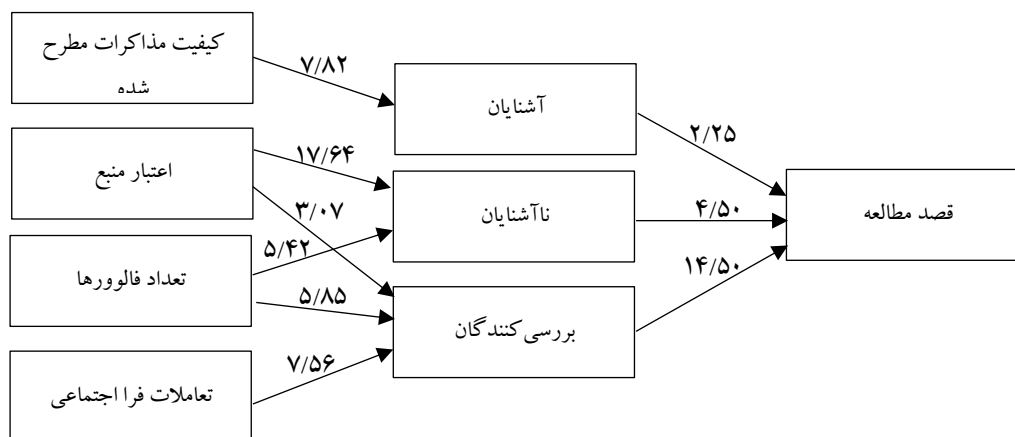 کیفیت مذاکرات مطرح
شده
اعتبار منبع
تعداد فالوورها
تعاملات فرا اجتماعی
۷/۸۲
۱۷/۶۴
۳/۰۷
۵/۴۲
۵/۸۵
۷/۵۶
آشنایان
ناآشنایان
بررسی‌کنندگان
۲/۲۵
۴/۵۰
۱۴/۵۰
قصد مطالعه